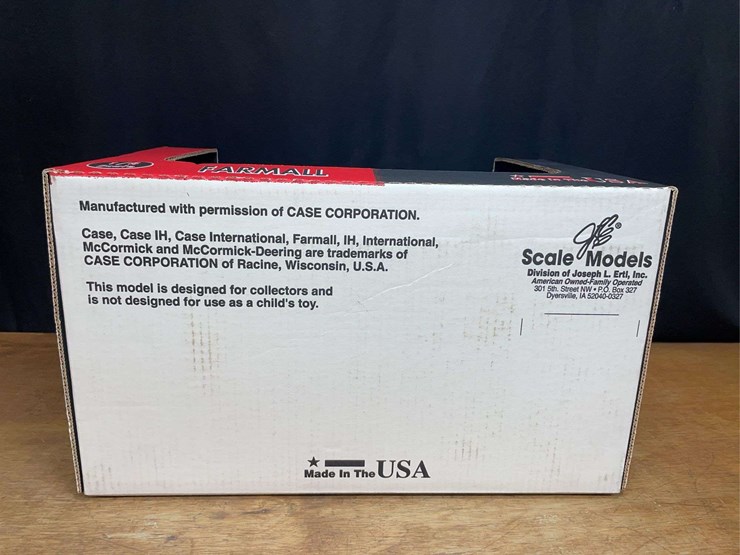 FARMALL
Manufactured with permission of CASE CORPORATION.
Case, Case IH, Case International, Farmall, IH, International,
McCormick and McCormick-Deering are trademarks of
CASE CORPORATION of Racine, Wisconsin, U.S.A.
This model is designed for collectors and
is not designed for use as a child's toy.
Scale Models
Division of Joseph L. Ertl, Inc.
American Owned-Family Operated
301 5th. Street NW • P.O. Box 327
Dyersville, IA 52040-0327
Made In The USA